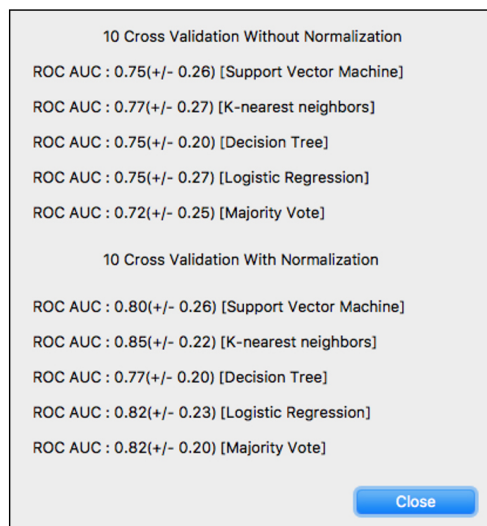 10 Cross Validation Without Normalization
ROC AUC : 0.75(+/- 0.26) [Support Vector Machine]
ROC AUC : 0.77(+/- 0.27) [K-nearest neighbors]
ROC AUC : 0.75(+/- 0.20) [Decision Tree]
ROC AUC : 0.75(+/- 0.27) [Logistic Regression]
ROC AUC : 0.72(+/- 0.25) [Majority Vote]
10 Cross Validation With Normalization
ROC AUC : 0.80(+/- 0.26) [Support Vector Machine]
ROC AUC : 0.85(+/- 0.22) [K-nearest neighbors]
ROC AUC : 0.77(+/- 0.20) [Decision Tree]
ROC AUC : 0.82(+/- 0.23) [Logistic Regression]
ROC AUC : 0.82(+/- 0.20) [Majority Vote]
Close